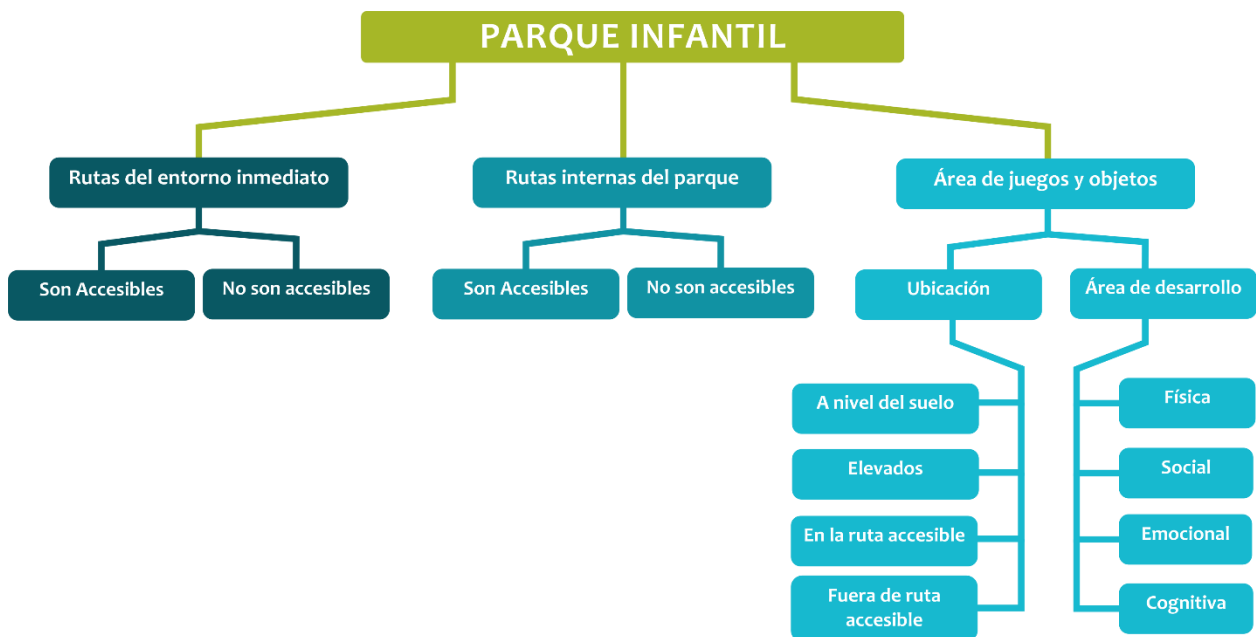 PARQUE INFANTIL
Rutas del entorno inmediato
Rutas internas del parque
Área de juegos y objetos
Son Accesibles
No son accesibles
Son Accesibles
No son accesibles
Ubicación
Área de desarrollo
A nivel del suelo
Elevados
En la ruta accesible
Fuera de ruta
accesible
Física
Social
Emocional
Cognitiva